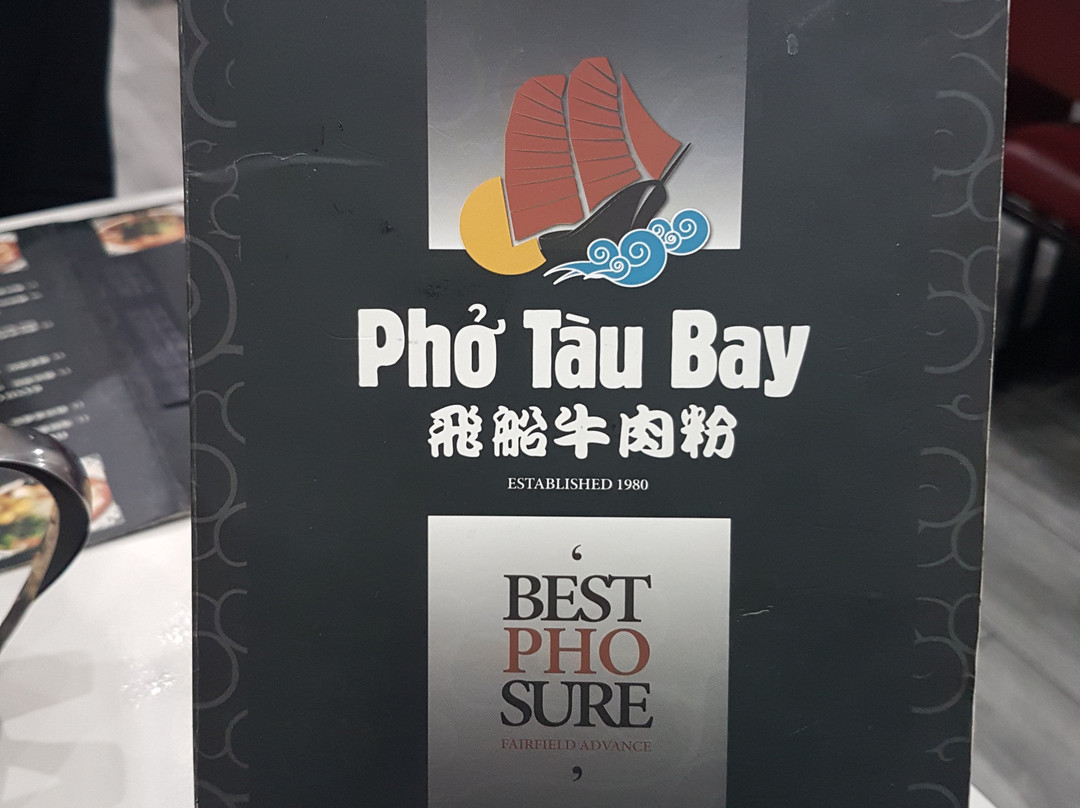 Phở Tàu Bay
飛船牛肉粉
ESTABLISHED 1980
‘
BEST
PHO
SURE
FAIRFIELD ADVANCE
’